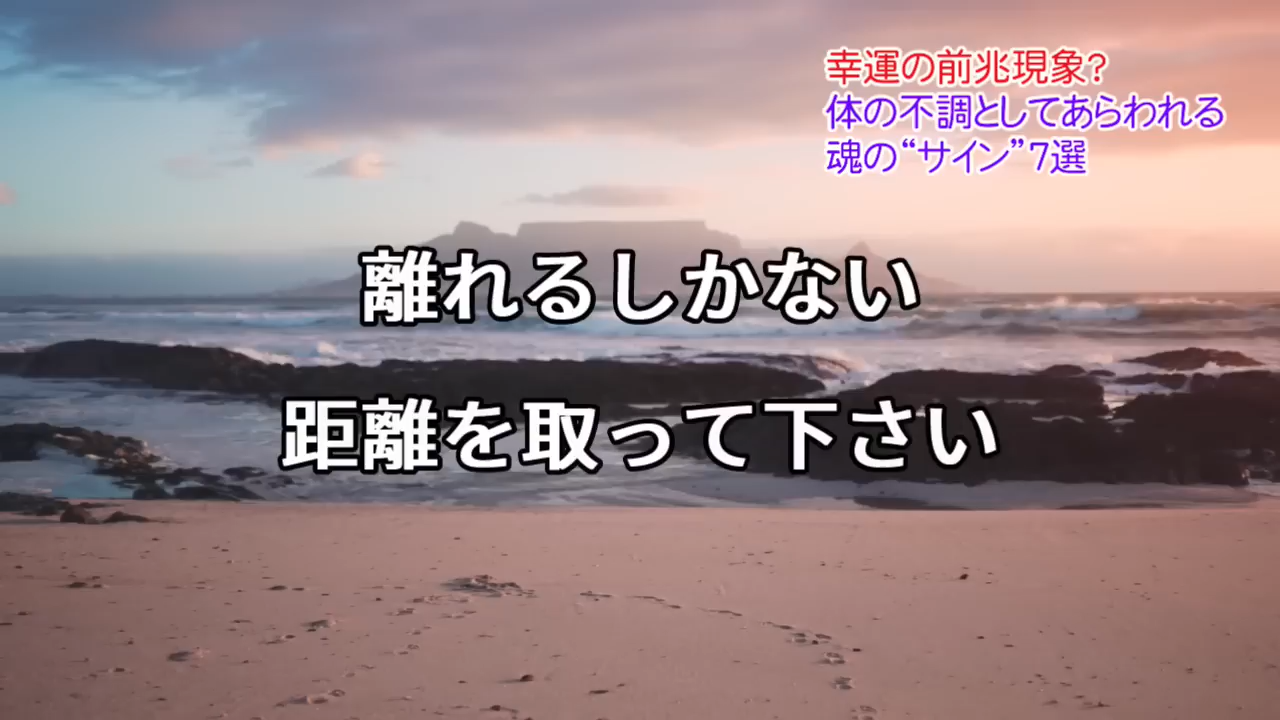 幸運の前兆現象?
体の不調としてあらわれる
魂の“サイン”7選
離れるしかない
距離を取って下さい